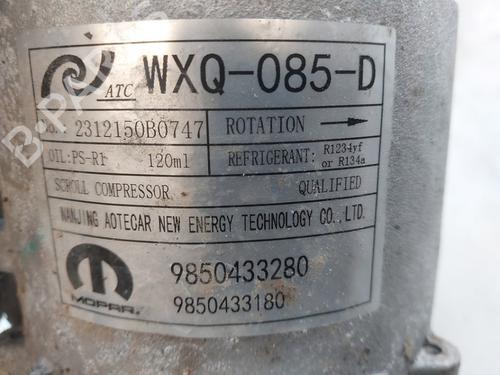 ATC WXQ-085-D
2312150B0747 ROTATION
OIL:PS-R1 120ml REFRIGERANT: R1234yf or R134a
SCROLL COMPRESSOR QUALIFIED
NANJING AOTECAR NEW ENERGY TECHNOLOGY CO.,LTD.
9850433280
MOPAR.
9850433180